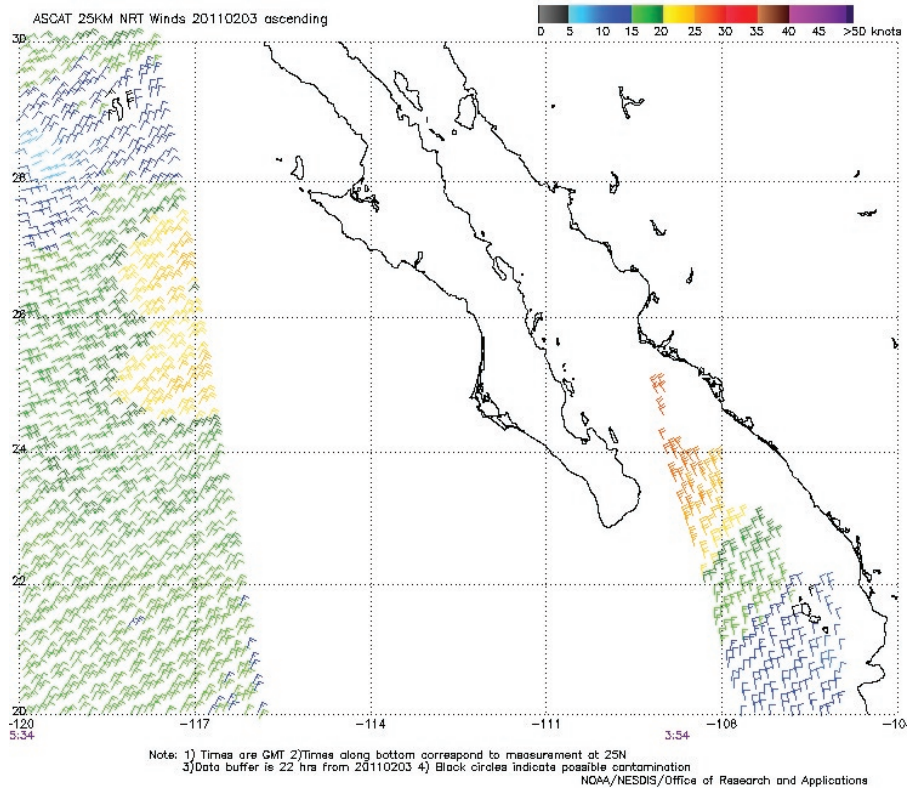 ASCAT 25KM NRT Winds 20110203 ascending
0 5 10 15 20 25 30 35 40 45 >50 knots
30
28
26
24
22
20
-120 -117 -114 -111 -108 -10
5:34 3:54
Note: 1) Times are GMT 2)Times along bottom correspond to measurement at 25N
3)Data buffer is 22 hrs from 20110203 4) Black circles indicate possible contamination
NOAA/NESDIS/Office of Research and Applications